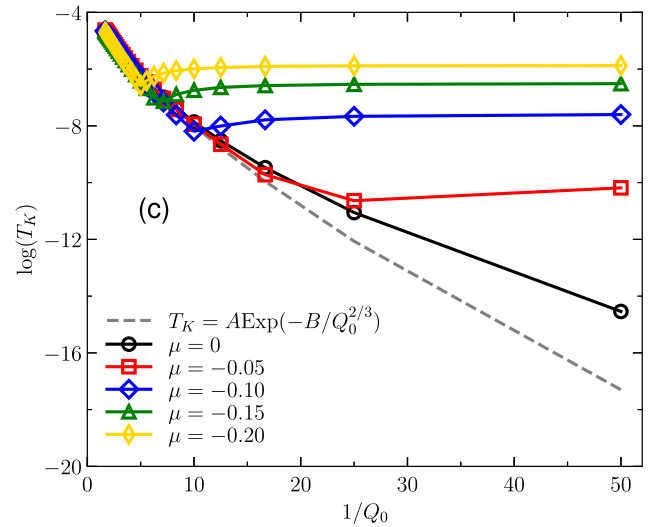 −4
−8
−12
−16
−20
log(T_K)
(c)
T_K = AExp(−B/Q_0^{2/3})
μ = 0
μ = −0.05
μ = −0.10
μ = −0.15
μ = −0.20
0 10 20 30 40 50
1/Q_0